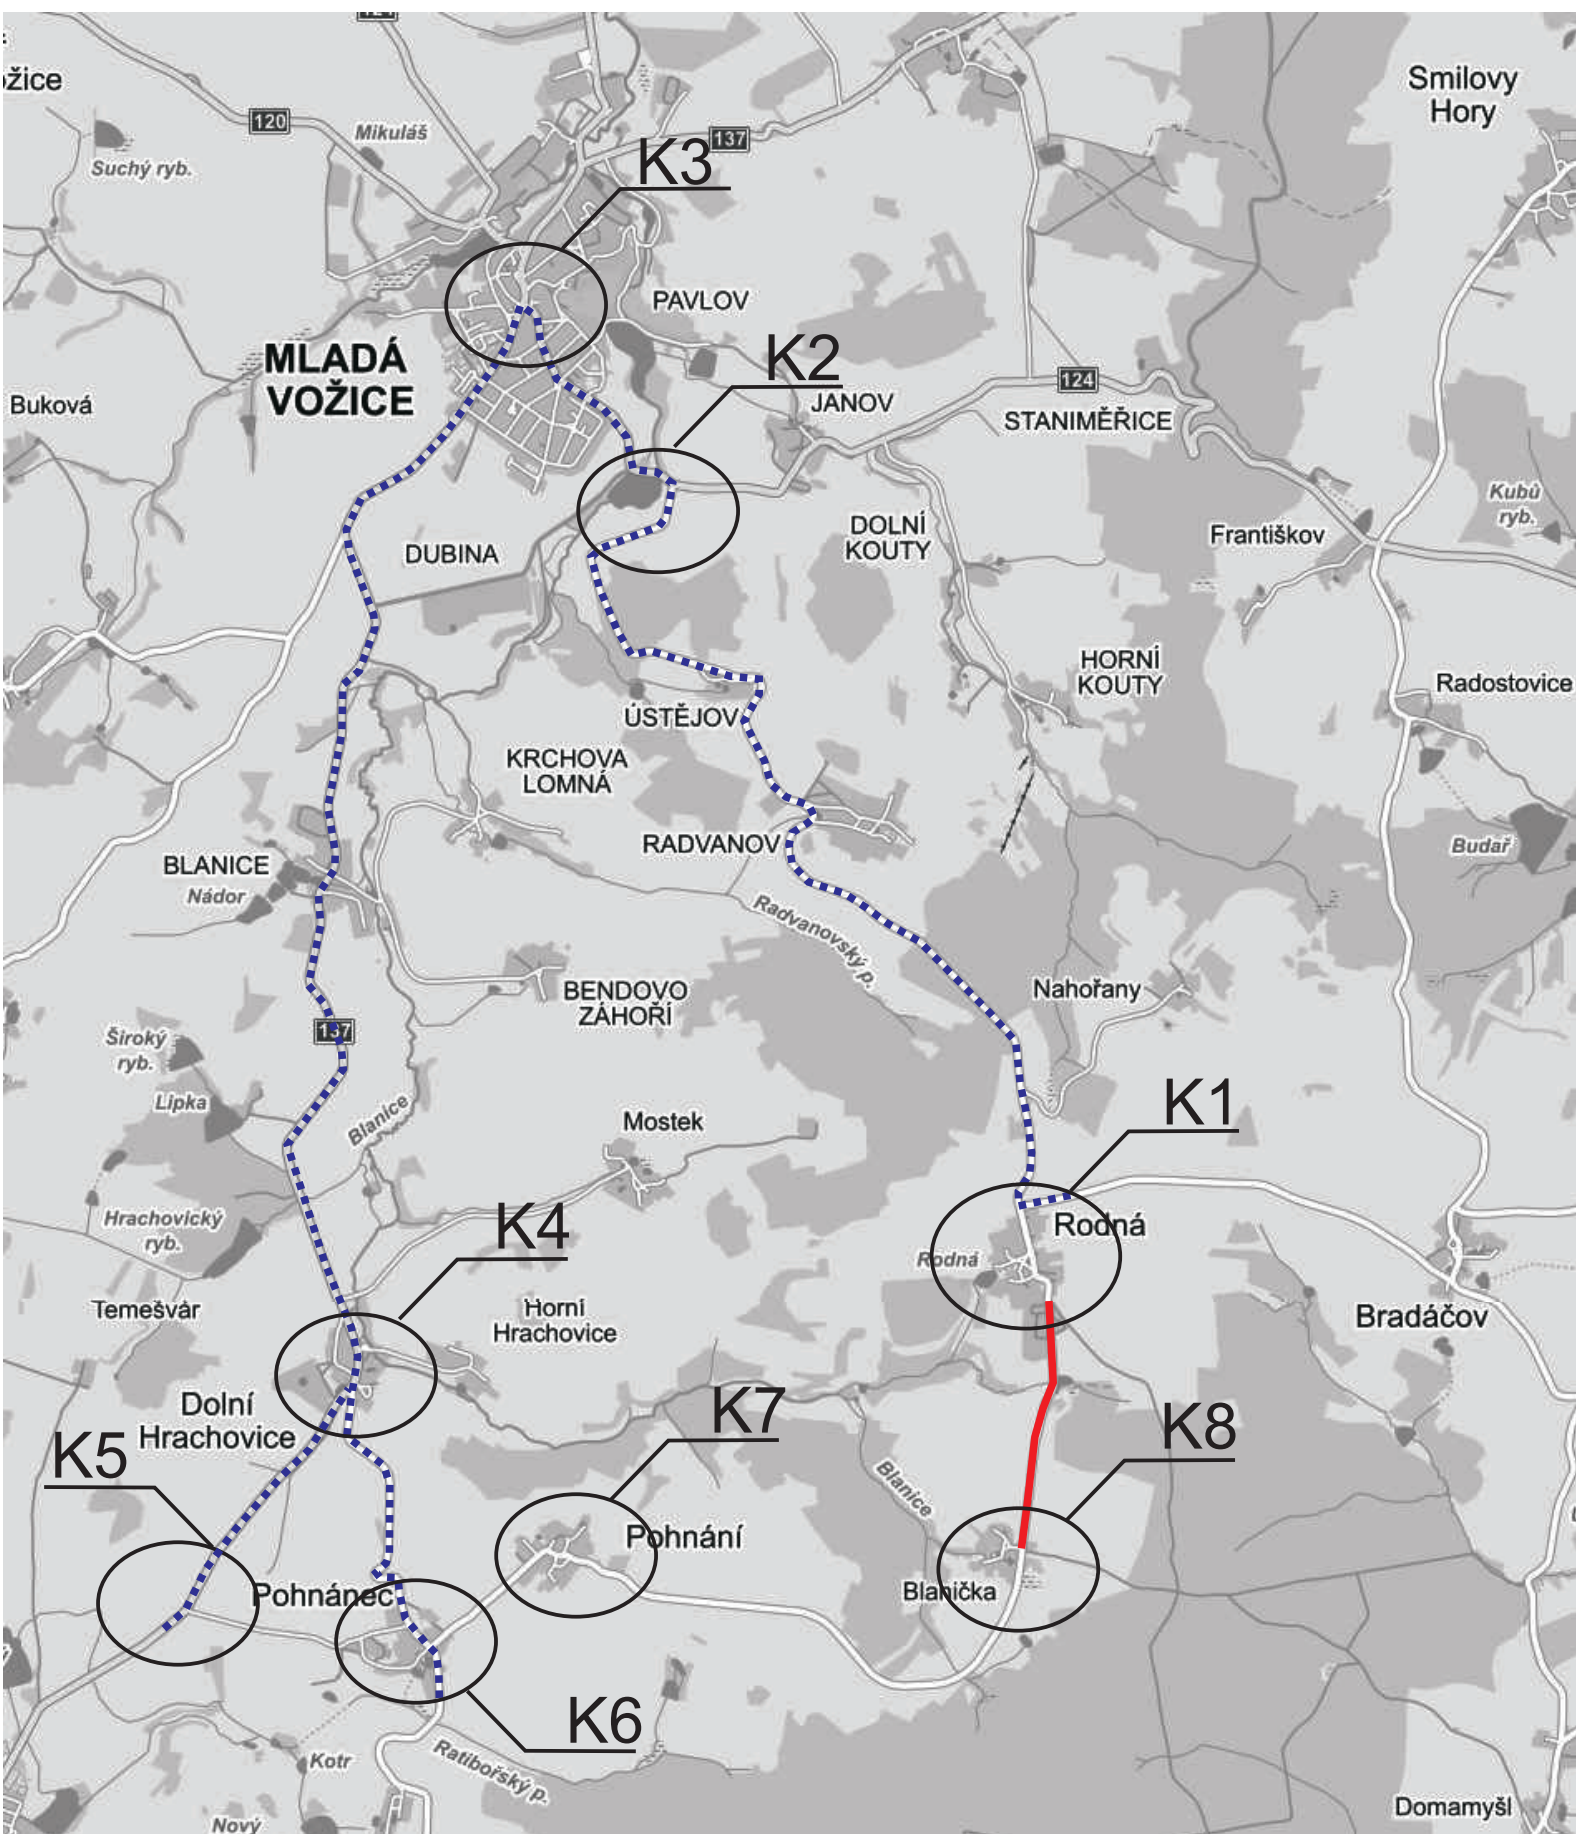 žice
Smilovy
Hory
120
Mikuláš
137
Suchý ryb.
K3
PAVLOV
MLADÁ
VOŽICE
K2
124
Buková
JANOV
STANIMĚŘICE
Kubů
ryb.
DOLNÍ
KOUTY
Františkov
DUBINA
HORNÍ
KOUTY
Radostovice
ÚSTĚJOV
KRCHOVA
LOMNÁ
RADVANOV
Budař
BLANICE
Nádor
Radvanovský p.
Nahořany
BENDOVO
ZÁHOŘÍ
137
Široký
ryb.
Lipka
Blanice
Mostek
K1
Hrachovický
ryb.
K4
Rodná
Rodná
Temešvár
Horní
Hrachovice
Bradáčov
Dolní
Hrachovice
K7
K8
K5
Blanice
Pohnání
Pohnánec
Blanička
K6
Kotr
Ratibořský p.
Domamyšl
Nový